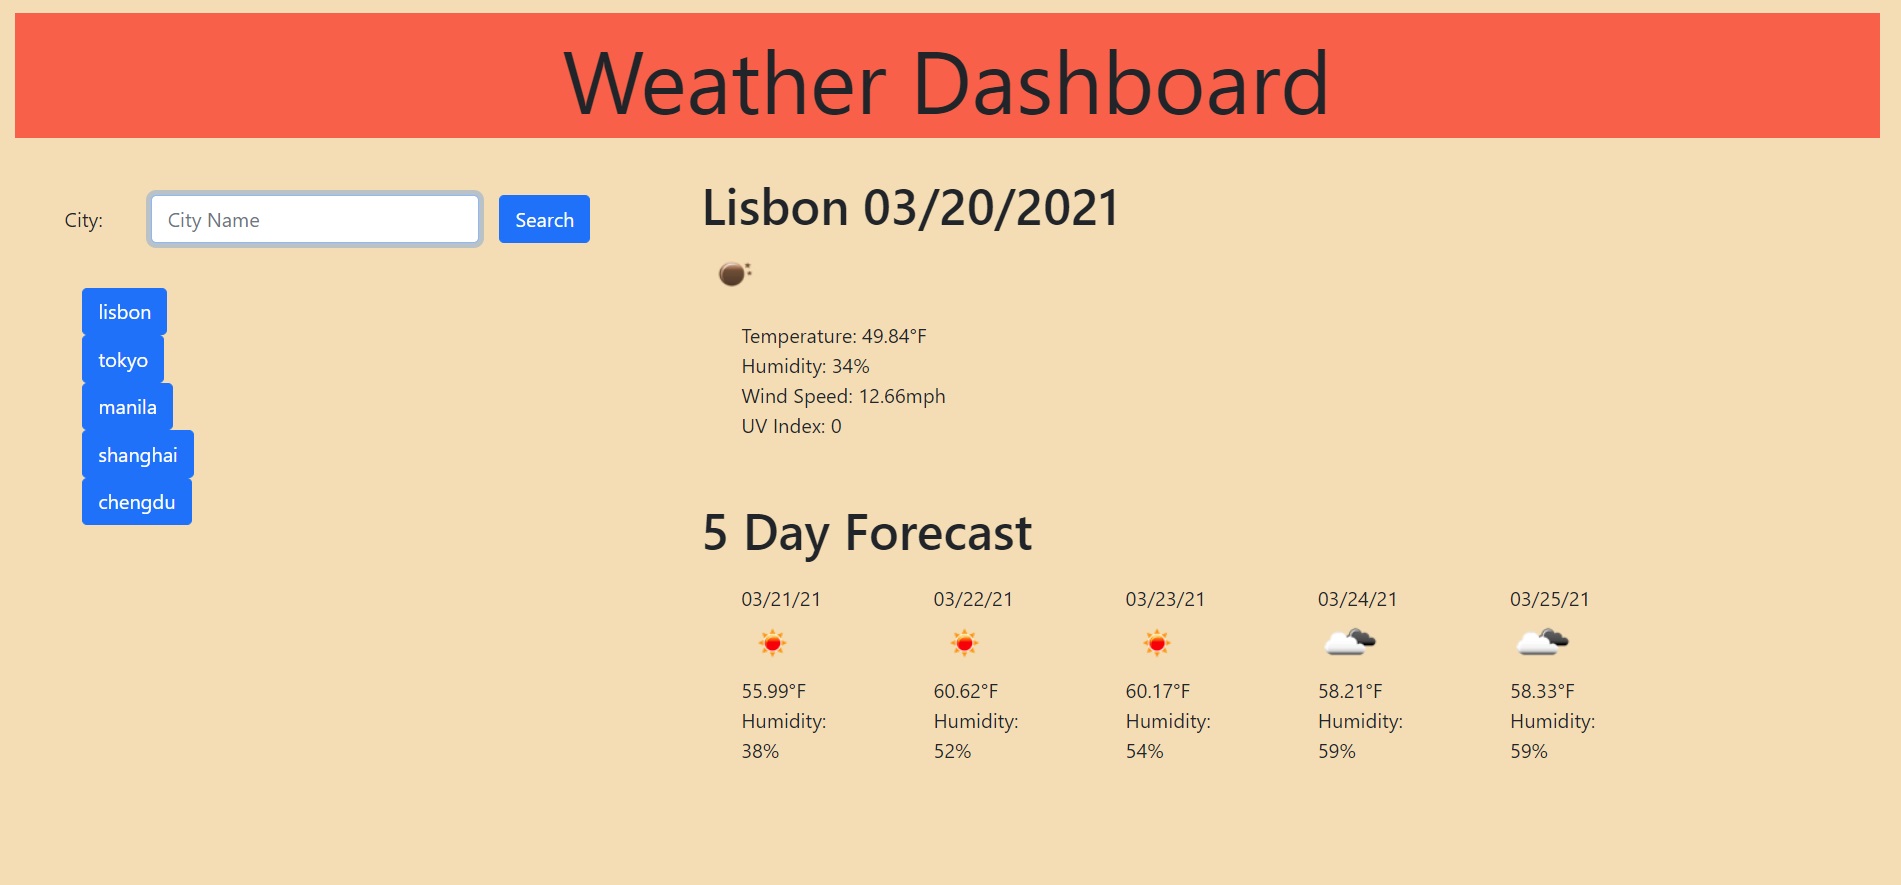 Weather Dashboard
City:
City Name
Search
lisbon
tokyo
manila
shanghai
chengdu
Lisbon 03/20/2021
Temperature: 49.84°F
Humidity: 34%
Wind Speed: 12.66mph
UV Index: 0
5 Day Forecast
03/21/21
55.99°F
Humidity:
38%
03/22/21
60.62°F
Humidity:
52%
03/23/21
60.17°F
Humidity:
54%
03/24/21
58.21°F
Humidity:
59%
03/25/21
58.33°F
Humidity:
59%